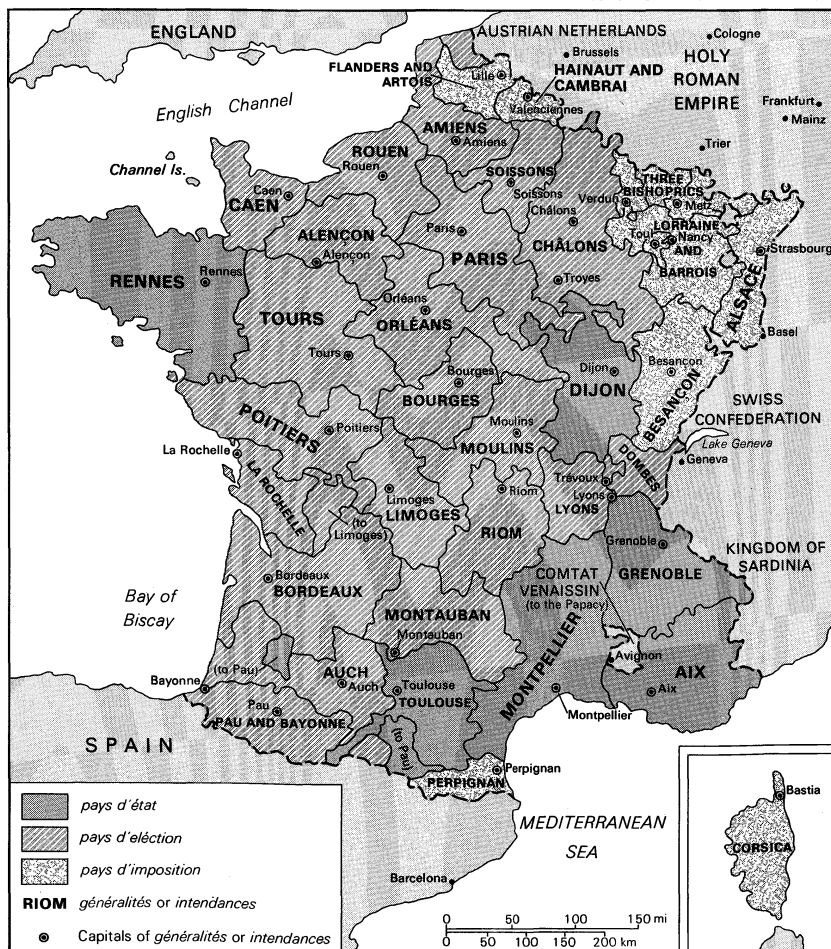 ENGLAND
AUSTRIAN NETHERLANDS
Cologne
Brussels
FLANDERS AND
ARTOIS
Lille
HAINAUT AND
CAMBRAI
HOLY
ROMAN
EMPIRE
Valenciennes
Frankfurt
Mainz
English Channel
AMIENS
Amiens
Trier
Channel Is.
ROUEN
Rouen
SOISSONS
Soissons
THREE
BISHOPRICS
Verdun
Metz
Caen
CAEN
Châlons
CHÂLONS
LORRAINE
Toul
Nancy
AND
BARROIS
Strasbourg
ALENÇON
Alençon
Paris
PARIS
ALSACE
RENNES
Rennes
Troyes
TOURS
Tours
Orléans
ORLÉANS
Basel
Dijon
DIJON
Besançon
BESANCON
Bourges
BOURGES
SWISS
CONFEDERATION
POITIERS
Poitiers
Moulins
MOULINS
Lake Geneva
Geneva
La Rochelle
LA ROCHELLE
DOMBES
Trévoux
Lyons
LYONS
Limoges
LIMOGES
(to
Limoges)
Riom
RIOM
Grenoble
GRENOBLE
KINGDOM OF
SARDINIA
Bay of
Biscay
Bordeaux
BORDEAUX
COMTAT
VENAISSIN
(to the Papacy)
MONTAUBAN
Montauban
MONTPELLIER
Avignon
AIX
Aix
(to Pau)
AUCH
Auch
Toulouse
TOULOUSE
Bayonne
Pau
PAU AND BAYONNE
(to Pau)
Montpellier
SPAIN
Perpignan
PERPIGNAN
MEDITERRANEAN
SEA
Bastia
CORSICA
Barcelona
pays d'état
pays d'eléction
pays d'imposition
RIOM généralités or intendances
Capitals of généralités or intendances
0 50 100 150 mi
0 50 100 150 200 km